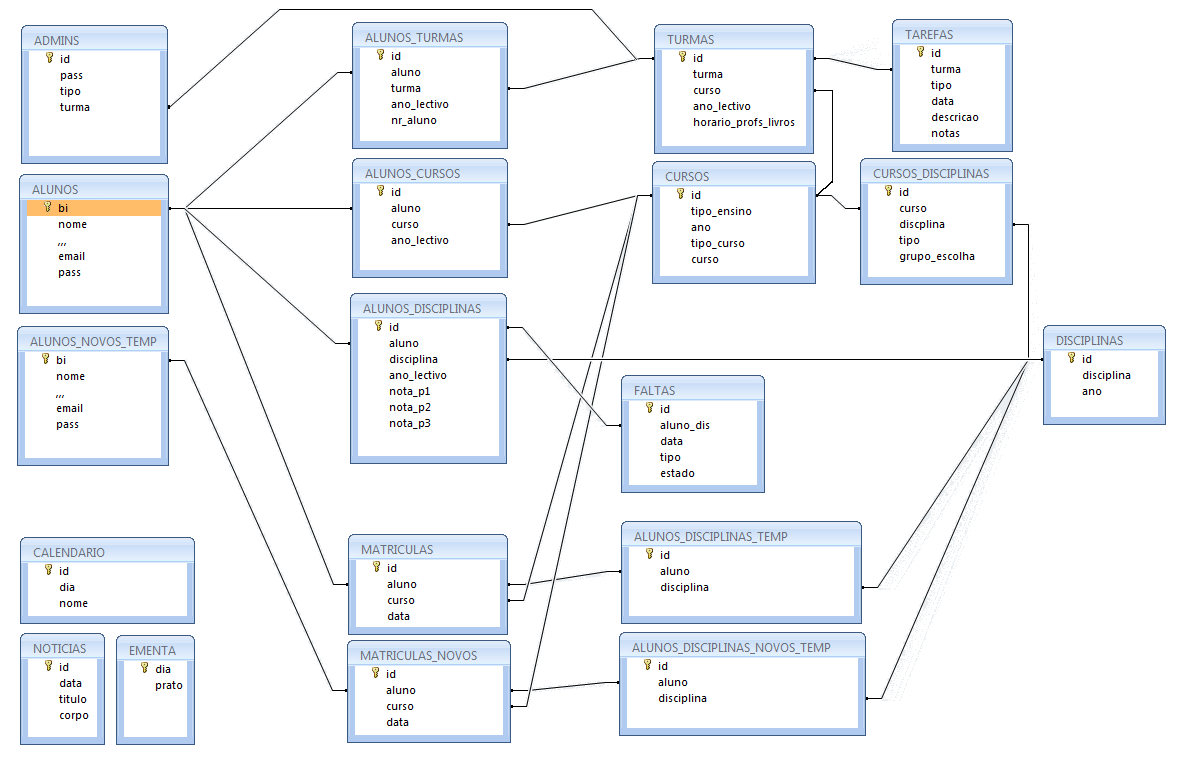 ADMINS
id
pass
tipo
turma
ALUNOS_TURMAS
id
aluno
turma
ano_lectivo
nr_aluno
TURMAS
id
turma
curso
ano_lectivo
horario_profs_livros
TAREFAS
id
turma
tipo
data
descricao
notas
ALUNOS
bi
nome
,,,
email
pass
ALUNOS_CURSOS
id
aluno
curso
ano_lectivo
CURSOS
id
tipo_ensino
ano
tipo_curso
curso
CURSOS_DISCIPLINAS
id
curso
discplina
tipo
grupo_escolha
ALUNOS_NOVOS_TEMP
bi
nome
,,,
email
pass
ALUNOS_DISCIPLINAS
id
aluno
disciplina
ano_lectivo
nota_p1
nota_p2
nota_p3
FALTAS
id
aluno_dis
data
tipo
estado
DISCIPLINAS
id
disciplina
ano
CALENDARIO
id
dia
nome
MATRICULAS
id
aluno
curso
data
ALUNOS_DISCIPLINAS_TEMP
id
aluno
disciplina
NOTICIAS
id
data
titulo
corpo
EMENTA
dia
prato
MATRICULAS_NOVOS
id
aluno
curso
data
ALUNOS_DISCIPLINAS_NOVOS_TEMP
id
aluno
disciplina